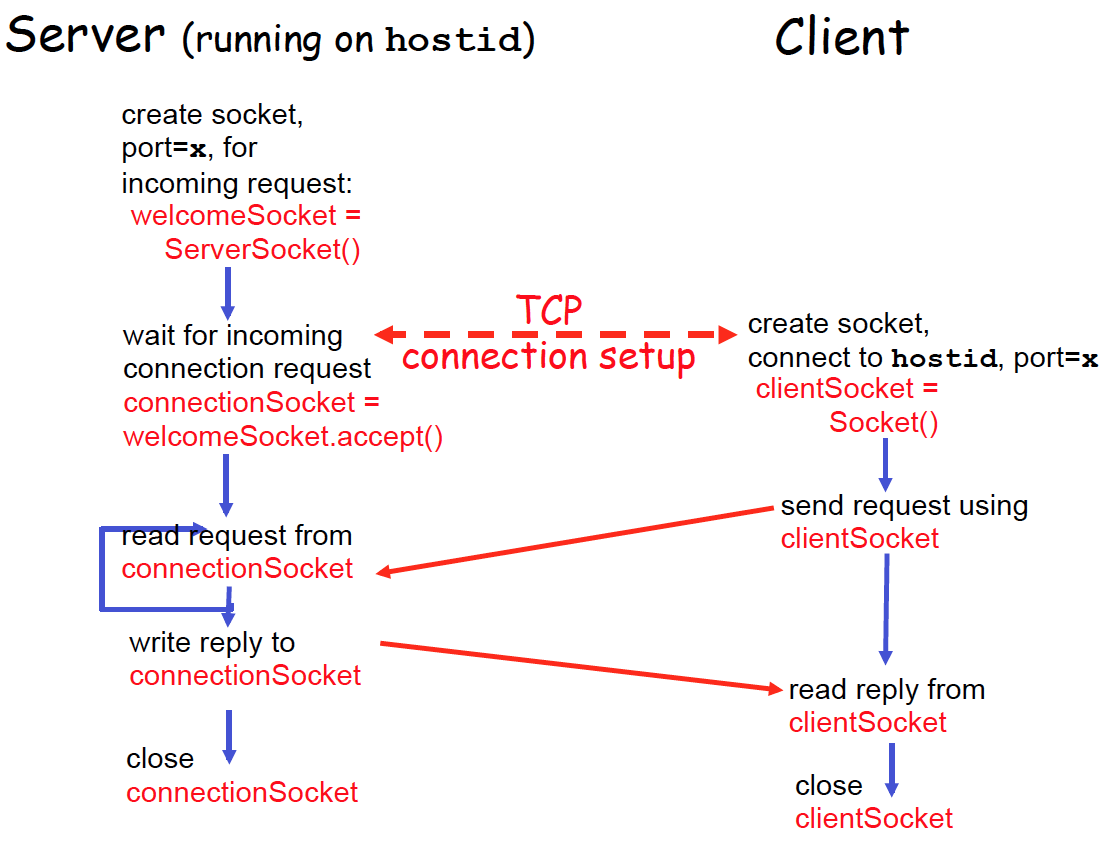 Server (running on hostid)
Client
create socket,
port=x, for
incoming request:
welcomeSocket =
ServerSocket()
wait for incoming
connection request
connectionSocket =
welcomeSocket.accept()
TCP
connection setup
create socket,
connect to hostid, port=x
clientSocket =
Socket()
send request using
clientSocket
read request from
connectionSocket
write reply to
connectionSocket
read reply from
clientSocket
close
connectionSocket
close
clientSocket